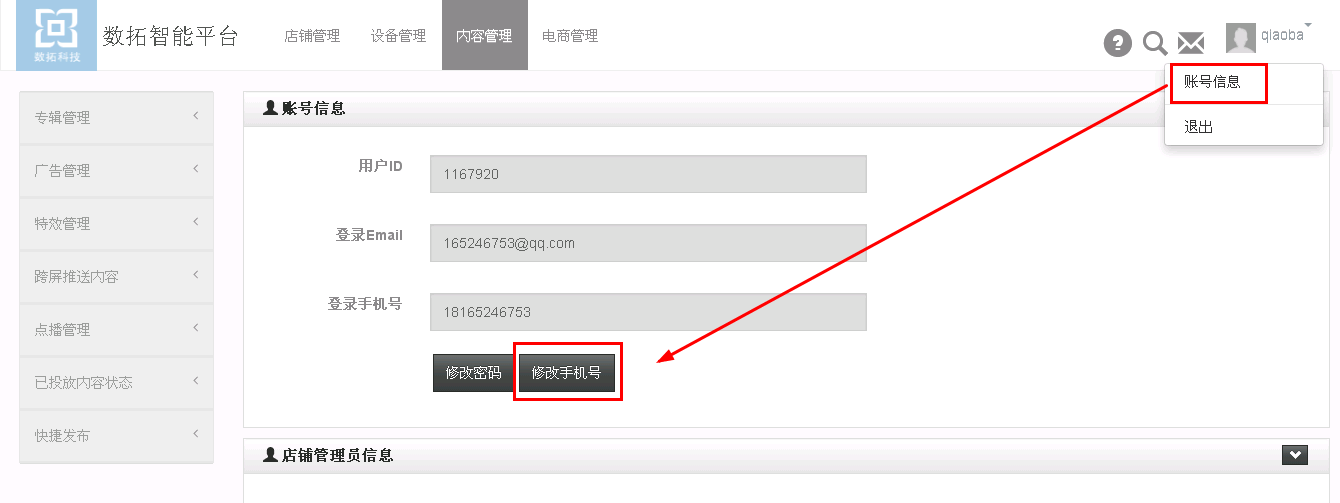 数拓科技
数拓智能平台
店铺管理
设备管理
内容管理
电商管理
?
qiaoba
账号信息
退出
专辑管理
广告管理
特效管理
跨屏推送内容
点播管理
已投放内容状态
快捷发布
账号信息
用户ID
1167920
登录Email
165246753@qq.com
登录手机号
18165246753
修改密码
修改手机号
店铺管理员信息